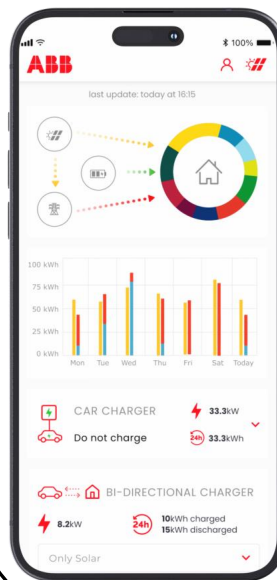 100%
ABB
last update: today at 16:15
100 kWh
75 kWh
50 kWh
25 kWh
0 kWh
Mon Tue Wed Thu Fri Sat Today
CAR CHARGER
33.3kW
Do not charge
24h 33.3kWh
BI-DIRECTIONAL CHARGER
8.2kW
24h
10kWh charged
15kWh discharged
Only Solar